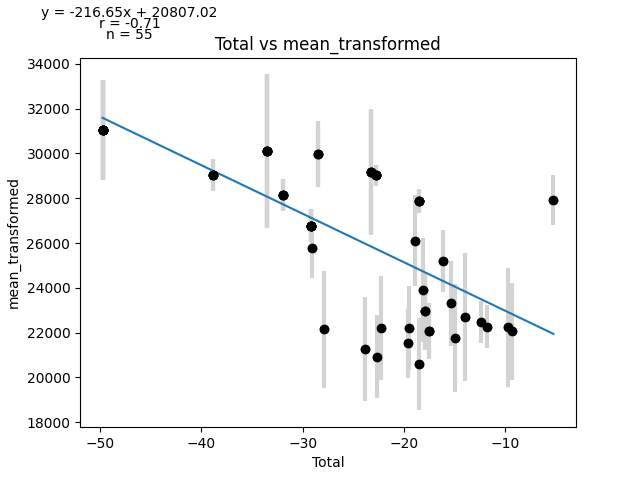 y = -216.65x + 20807.02
r = -0.71
n = 55
Total vs mean_transformed
34000
32000
30000
28000
26000
24000
22000
20000
18000
mean_transformed
−50
−40
−30
−20
−10
Total